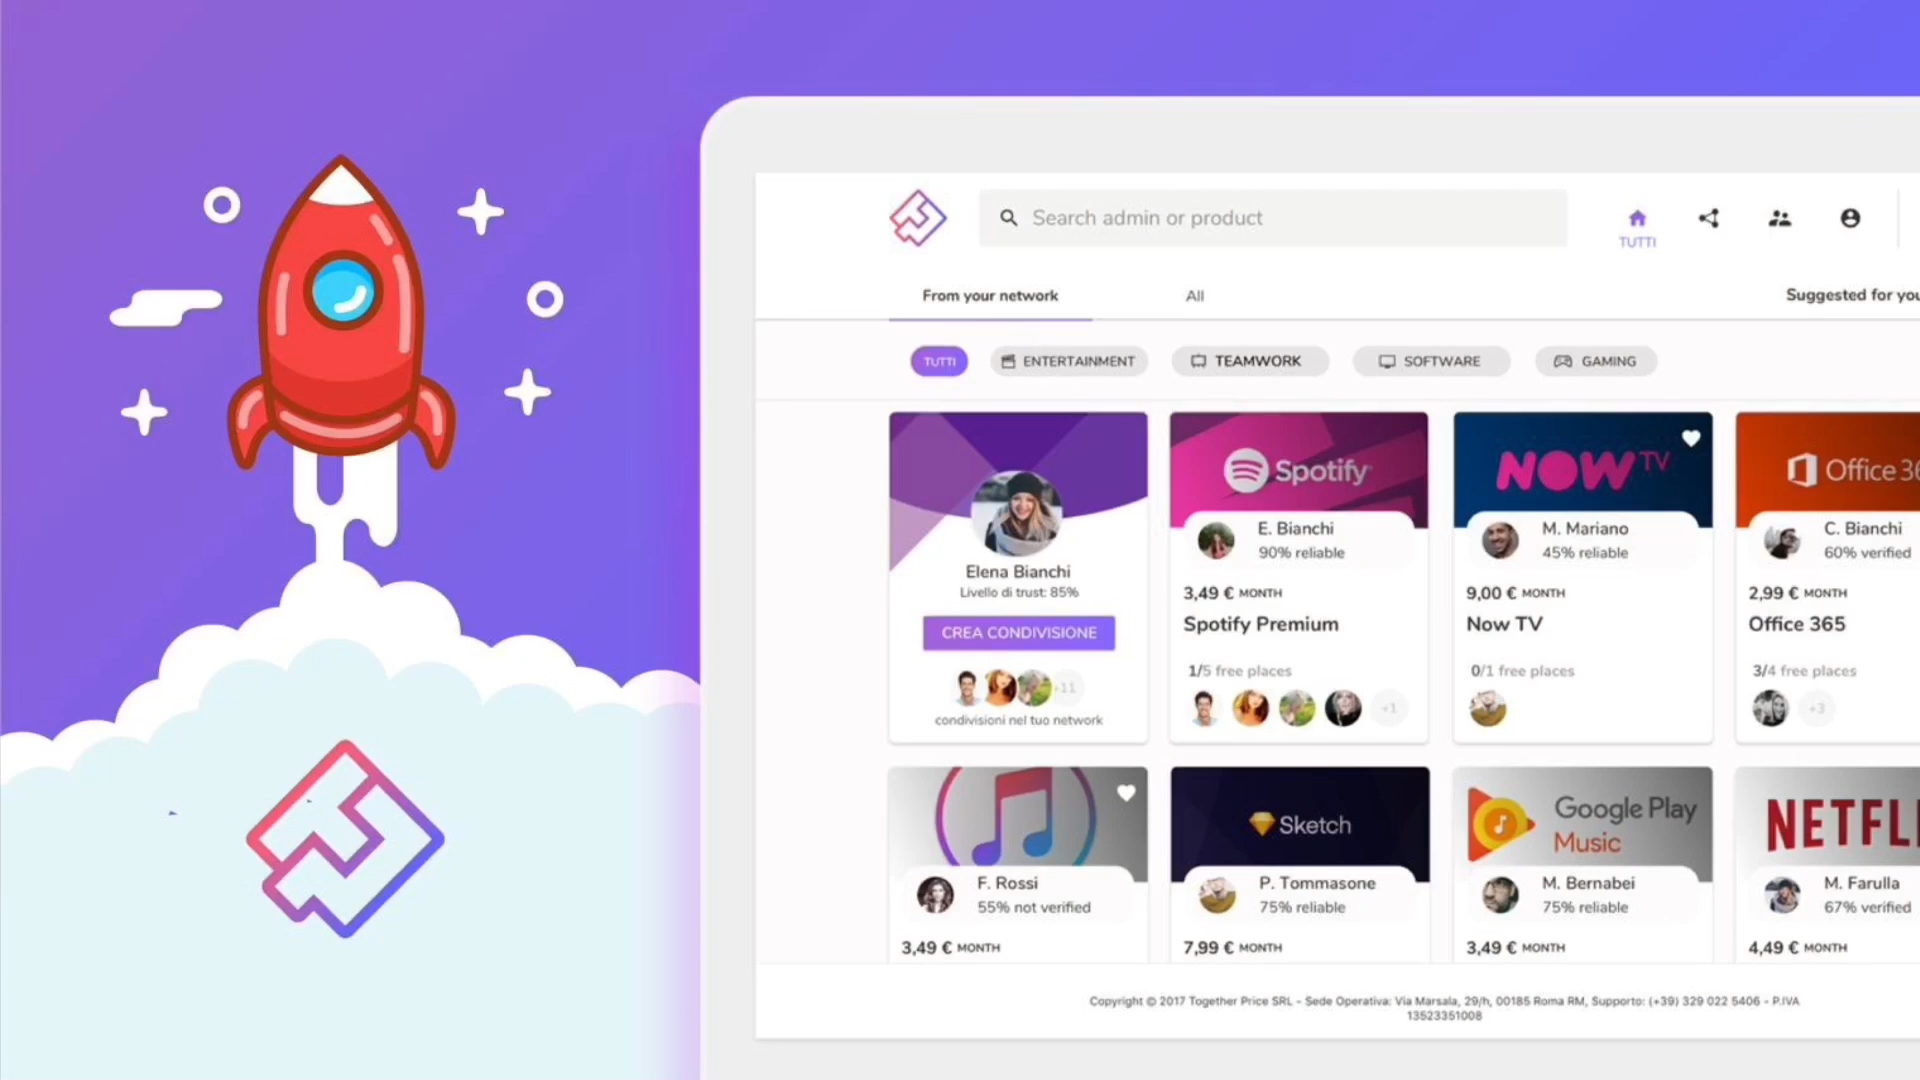 Search admin or product
TUTTI
From your network
All
Suggested for you
TUTTI
ENTERTAINMENT
TEAMWORK
SOFTWARE
GAMING
Elena Bianchi
Livello di trust: 85%
CREA CONDIVISIONE
+11
condivisioni nel tuo network
Spotify
E. Bianchi
90% reliable
3,49 € MONTH
Spotify Premium
1/5 free places
+1
NOW TV
M. Mariano
45% reliable
9,00 € MONTH
Now TV
0/1 free places
Office 36
C. Bianchi
60% verified
2,99 € MONTH
Office 365
3/4 free places
+3
F. Rossi
55% not verified
3,49 € MONTH
Sketch
P. Tommasone
75% reliable
7,99 € MONTH
Google Play
Music
M. Bernabei
75% reliable
3,49 € MONTH
NETFLI
M. Farulla
67% verified
4,49 € MONTH
Copyright © 2017 Together Price SRL - Sede Operativa: Via Marsala, 29/h, 00185 Roma RM, Supporto: (+39) 329 022 5406 - P.IVA
13523351008